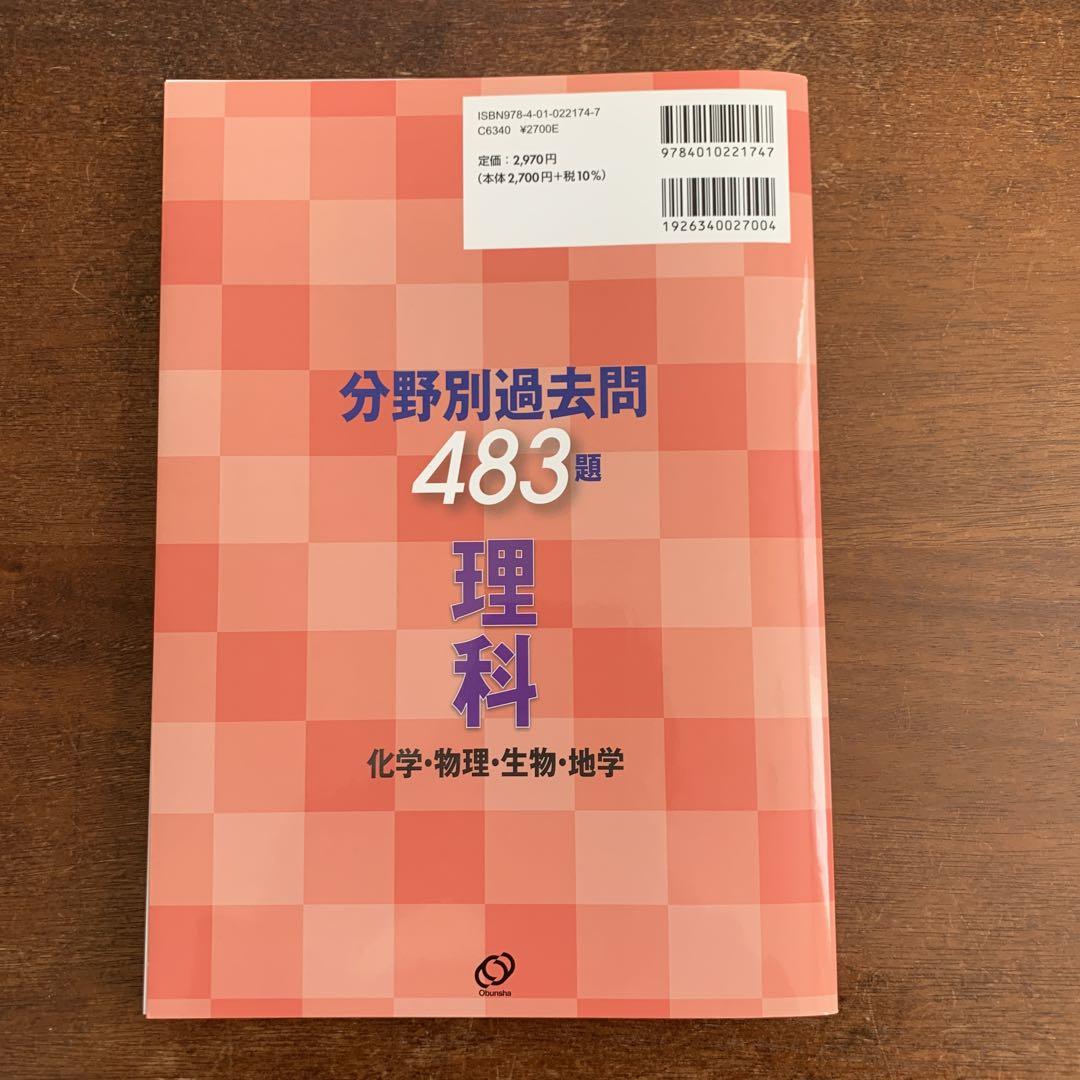 ISBN978-4-01-022174-7
C6340 ¥2700E
定価：2,970円
（本体2,700円＋税10%）
9784010221747
1926340027004
分野別過去問
483題
理科
化学・物理・生物・地学
Obunsha